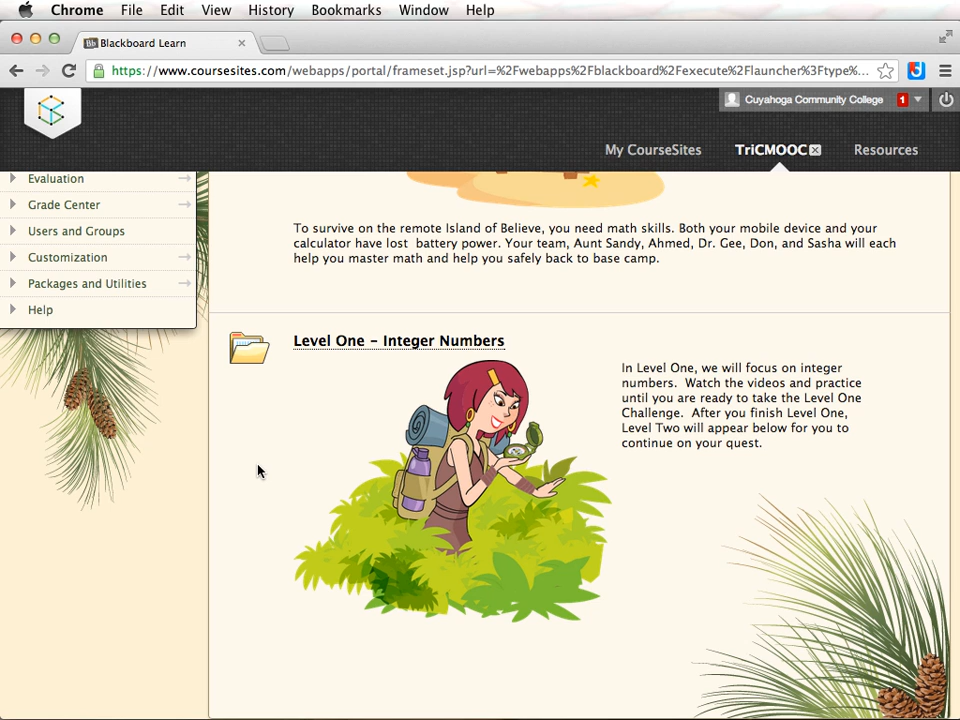 Chrome File Edit View History Bookmarks Window Help
Bb Blackboard Learn
https://www.coursesites.com/webapps/portal/frameset.jsp?url=%2Fwebapps%2Fblackboard%2Fexecute%2Flauncher%3Ftype%...
Cuyahoga Community College 1
My CourseSites TriCMOOC Resources
Evaluation
Grade Center
Users and Groups
Customization
Packages and Utilities
Help
To survive on the remote Island of Believe, you need math skills. Both your mobile device and your
calculator have lost battery power. Your team, Aunt Sandy, Ahmed, Dr. Gee, Don, and Sasha will each
help you master math and help you safely back to base camp.
Level One - Integer Numbers
In Level One, we will focus on integer
numbers. Watch the videos and practice
until you are ready to take the Level One
Challenge. After you finish Level One,
Level Two will appear below for you to
continue on your quest.